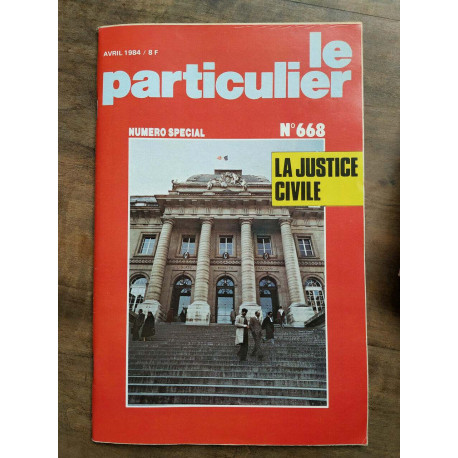 AVRIL 1984 / 8 F
le
particulier
NUMERO SPECIAL
N° 668
LA JUSTICE
CIVILE